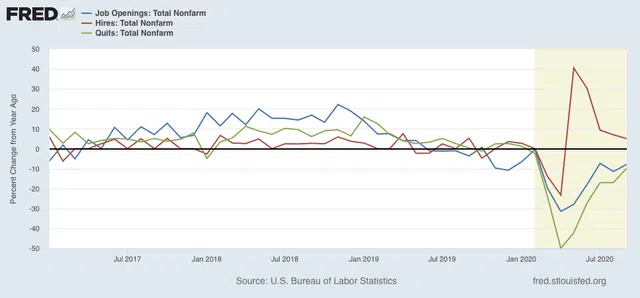 FRED
Job Openings: Total Nonfarm
Hires: Total Nonfarm
Quits: Total Nonfarm
Percent Change from Year Ago
50
40
30
20
10
0
-10
-20
-30
-40
-50
Jul 2017
Jan 2018
Jul 2018
Jan 2019
Jul 2019
Jan 2020
Jul 2020
Source: U.S. Bureau of Labor Statistics
fred.stlouisfed.org